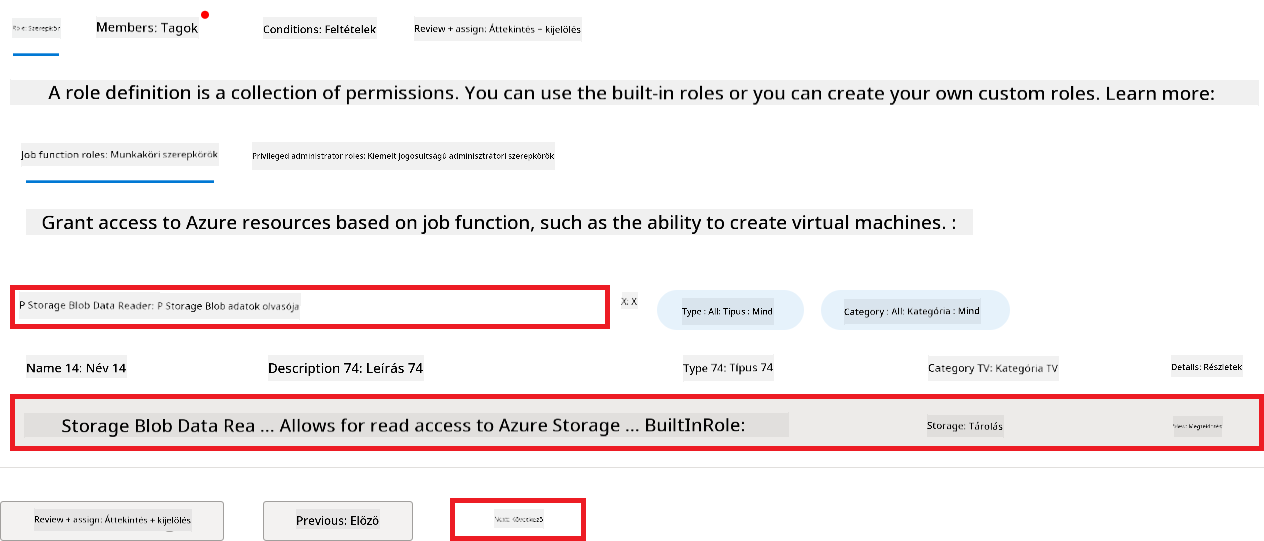 Role: Szerepkör
Members: Tagok
Conditions: Feltételek
Review + assign: Áttekintés – kijelölés
A role definition is a collection of permissions. You can use the built-in roles or you can create your own custom roles. Learn more:
Job function roles: Munkaköri szerepkörök
Privileged administrator roles: Kiemelt jogosultságú adminisztrátori szerepkörök
Grant access to Azure resources based on job function, such as the ability to create virtual machines. :
P Storage Blob Data Reader: P Storage Blob adatok olvasója
X: X
Type : All: Típus : Mind
Category : All: Kategória : Mind
Name 14: Név 14
Description 74: Leírás 74
Type 74: Típus 74
Category TV: Kategória TV
Details: Részletek
Storage Blob Data Rea ... Allows for read access to Azure Storage ... BuiltInRole:
Storage: Tárolás
View: Megtekintés
Review + assign: Áttekintés + kijelölés
Previous: Előző
Next: Következő